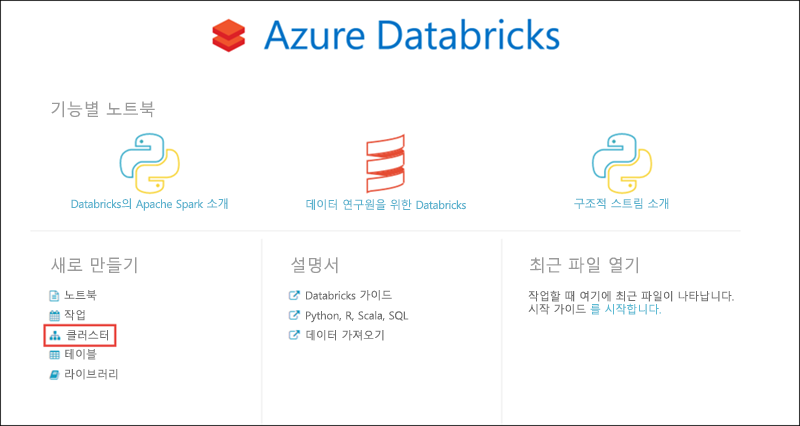 Azure Databricks
기능별 노트북
Databricks의 Apache Spark 소개
데이터 연구원을 위한 Databricks
구조적 스트림 소개
새로 만들기
노트북
작업
클러스터
테이블
라이브러리
설명서
Databricks 가이드
Python, R, Scala, SQL
데이터 가져오기
최근 파일 열기
작업할 때 여기에 최근 파일이 나타납니다.
시작 가이드 를 시작합니다.